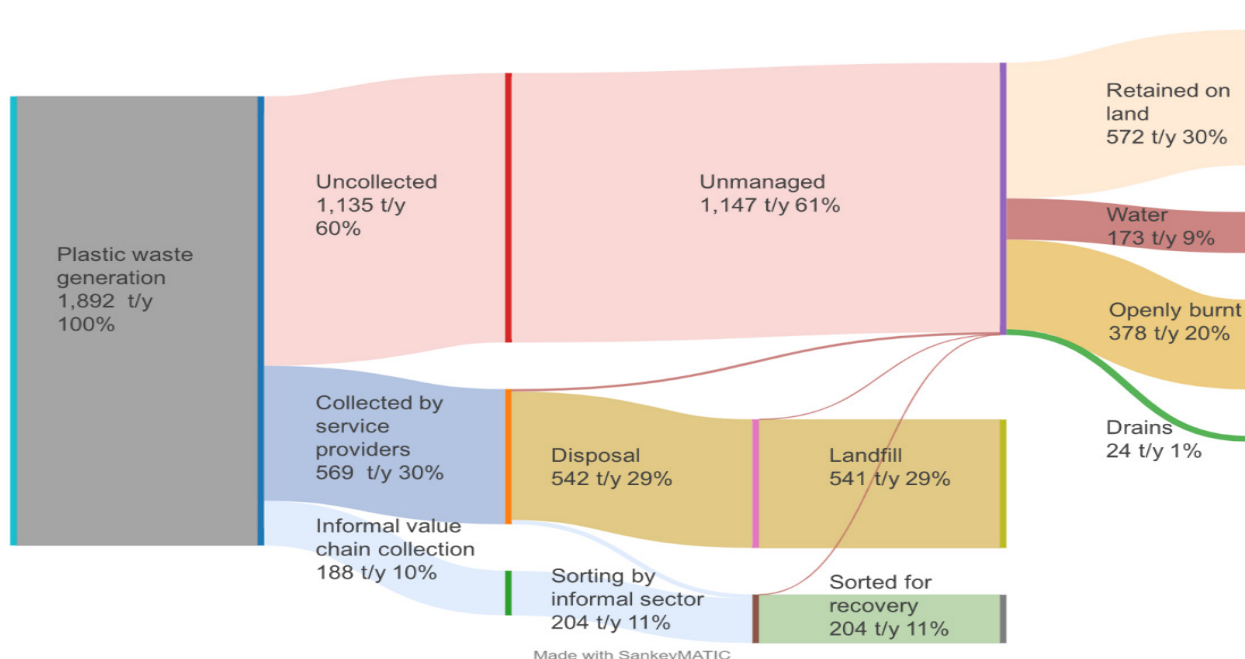 Plastic waste
generation
1,892 t/y
100%
Uncollected
1,135 t/y
60%
Collected by
service
providers
569 t/y 30%
Informal value
chain collection
188 t/y 10%
Unmanaged
1,147 t/y 61%
Disposal
542 t/y 29%
Sorting by
informal sector
204 t/y 11%
Landfill
541 t/y 29%
Sorted for
recovery
204 t/y 11%
Retained on
land
572 t/y 30%
Water
173 t/y 9%
Openly burnt
378 t/y 20%
Drains
24 t/y 1%
Made with SankeyMATIC